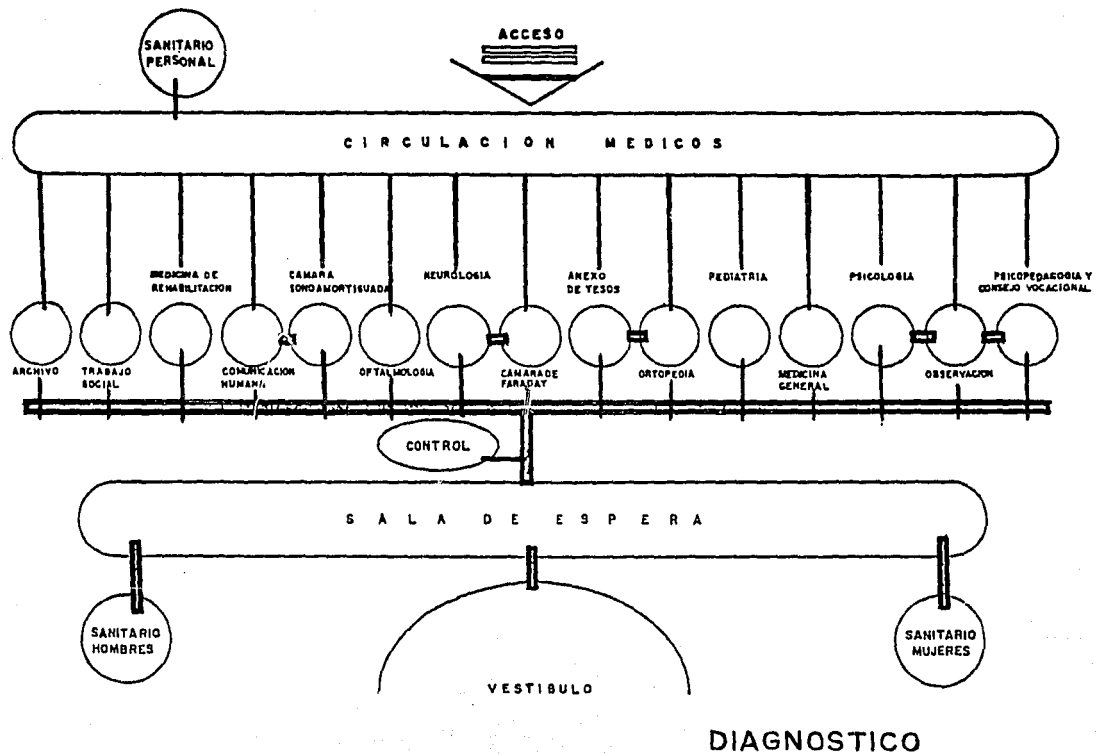 SANITARIO
PERSONAL
ACCESO
CIRCULACION MEDICOS
MEDICINA DE
REHABILITACION
CAMARA
SONOAMORTIGUADA
NEUROLOGIA
ANEXO
DE YESOS
PEDIATRIA
PSICOLOGIA
PSICOPEDAGOGIA Y
CONSEJO VOCACIONAL
ARCHIVO
TRABAJO
SOCIAL
COMUNICACION
HUMANA
OFTALMOLOGIA
CAMARA DE
FARADAY
ORTOPEDIA
MEDICINA
GENERAL
OBSERVACION
CONTROL
SALA DE ESPERA
SANITARIO
HOMBRES
SANITARIO
MUJERES
VESTIBULO
DIAGNOSTICO